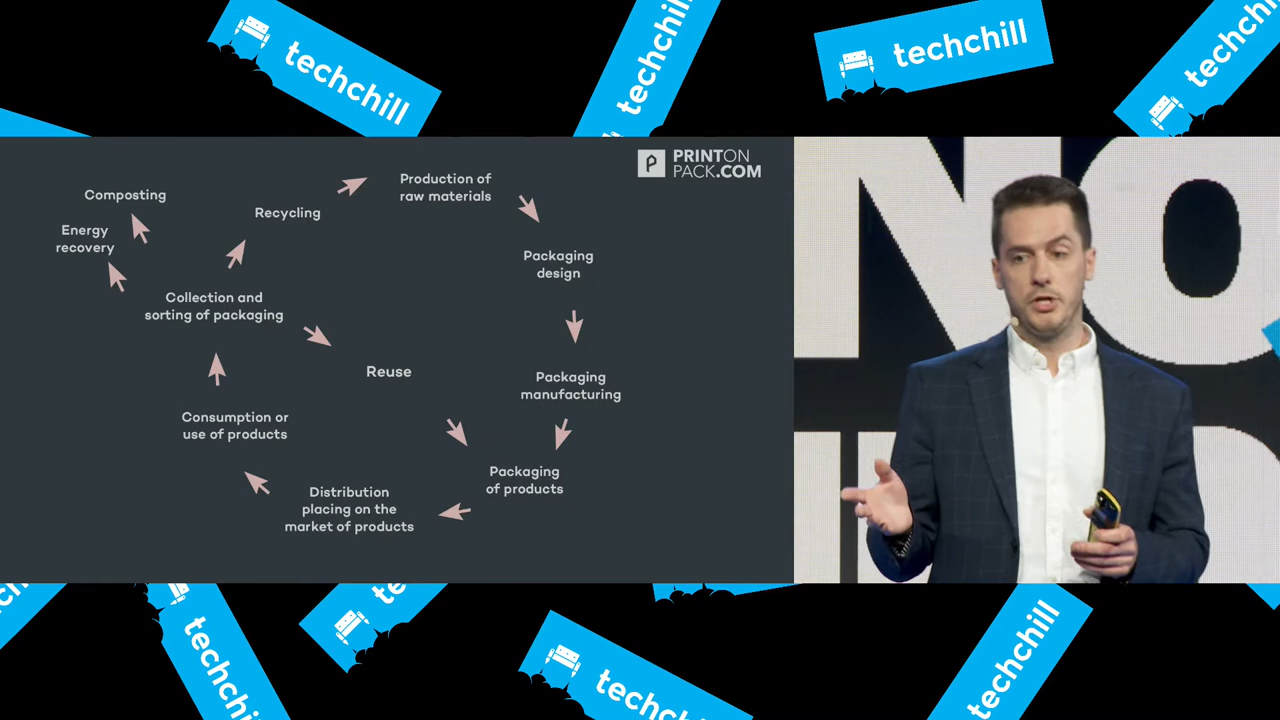 techchill
techchill
techchill
techchill
PRINTON
PACK.COM
Composting
Energy
recovery
Recycling
Production of
raw materials
Packaging
design
Collection and
sorting of packaging
Reuse
Packaging
manufacturing
Consumption or
use of products
Packaging
of products
Distribution
placing on the
market of products
NO
techchill
techchill
techchill